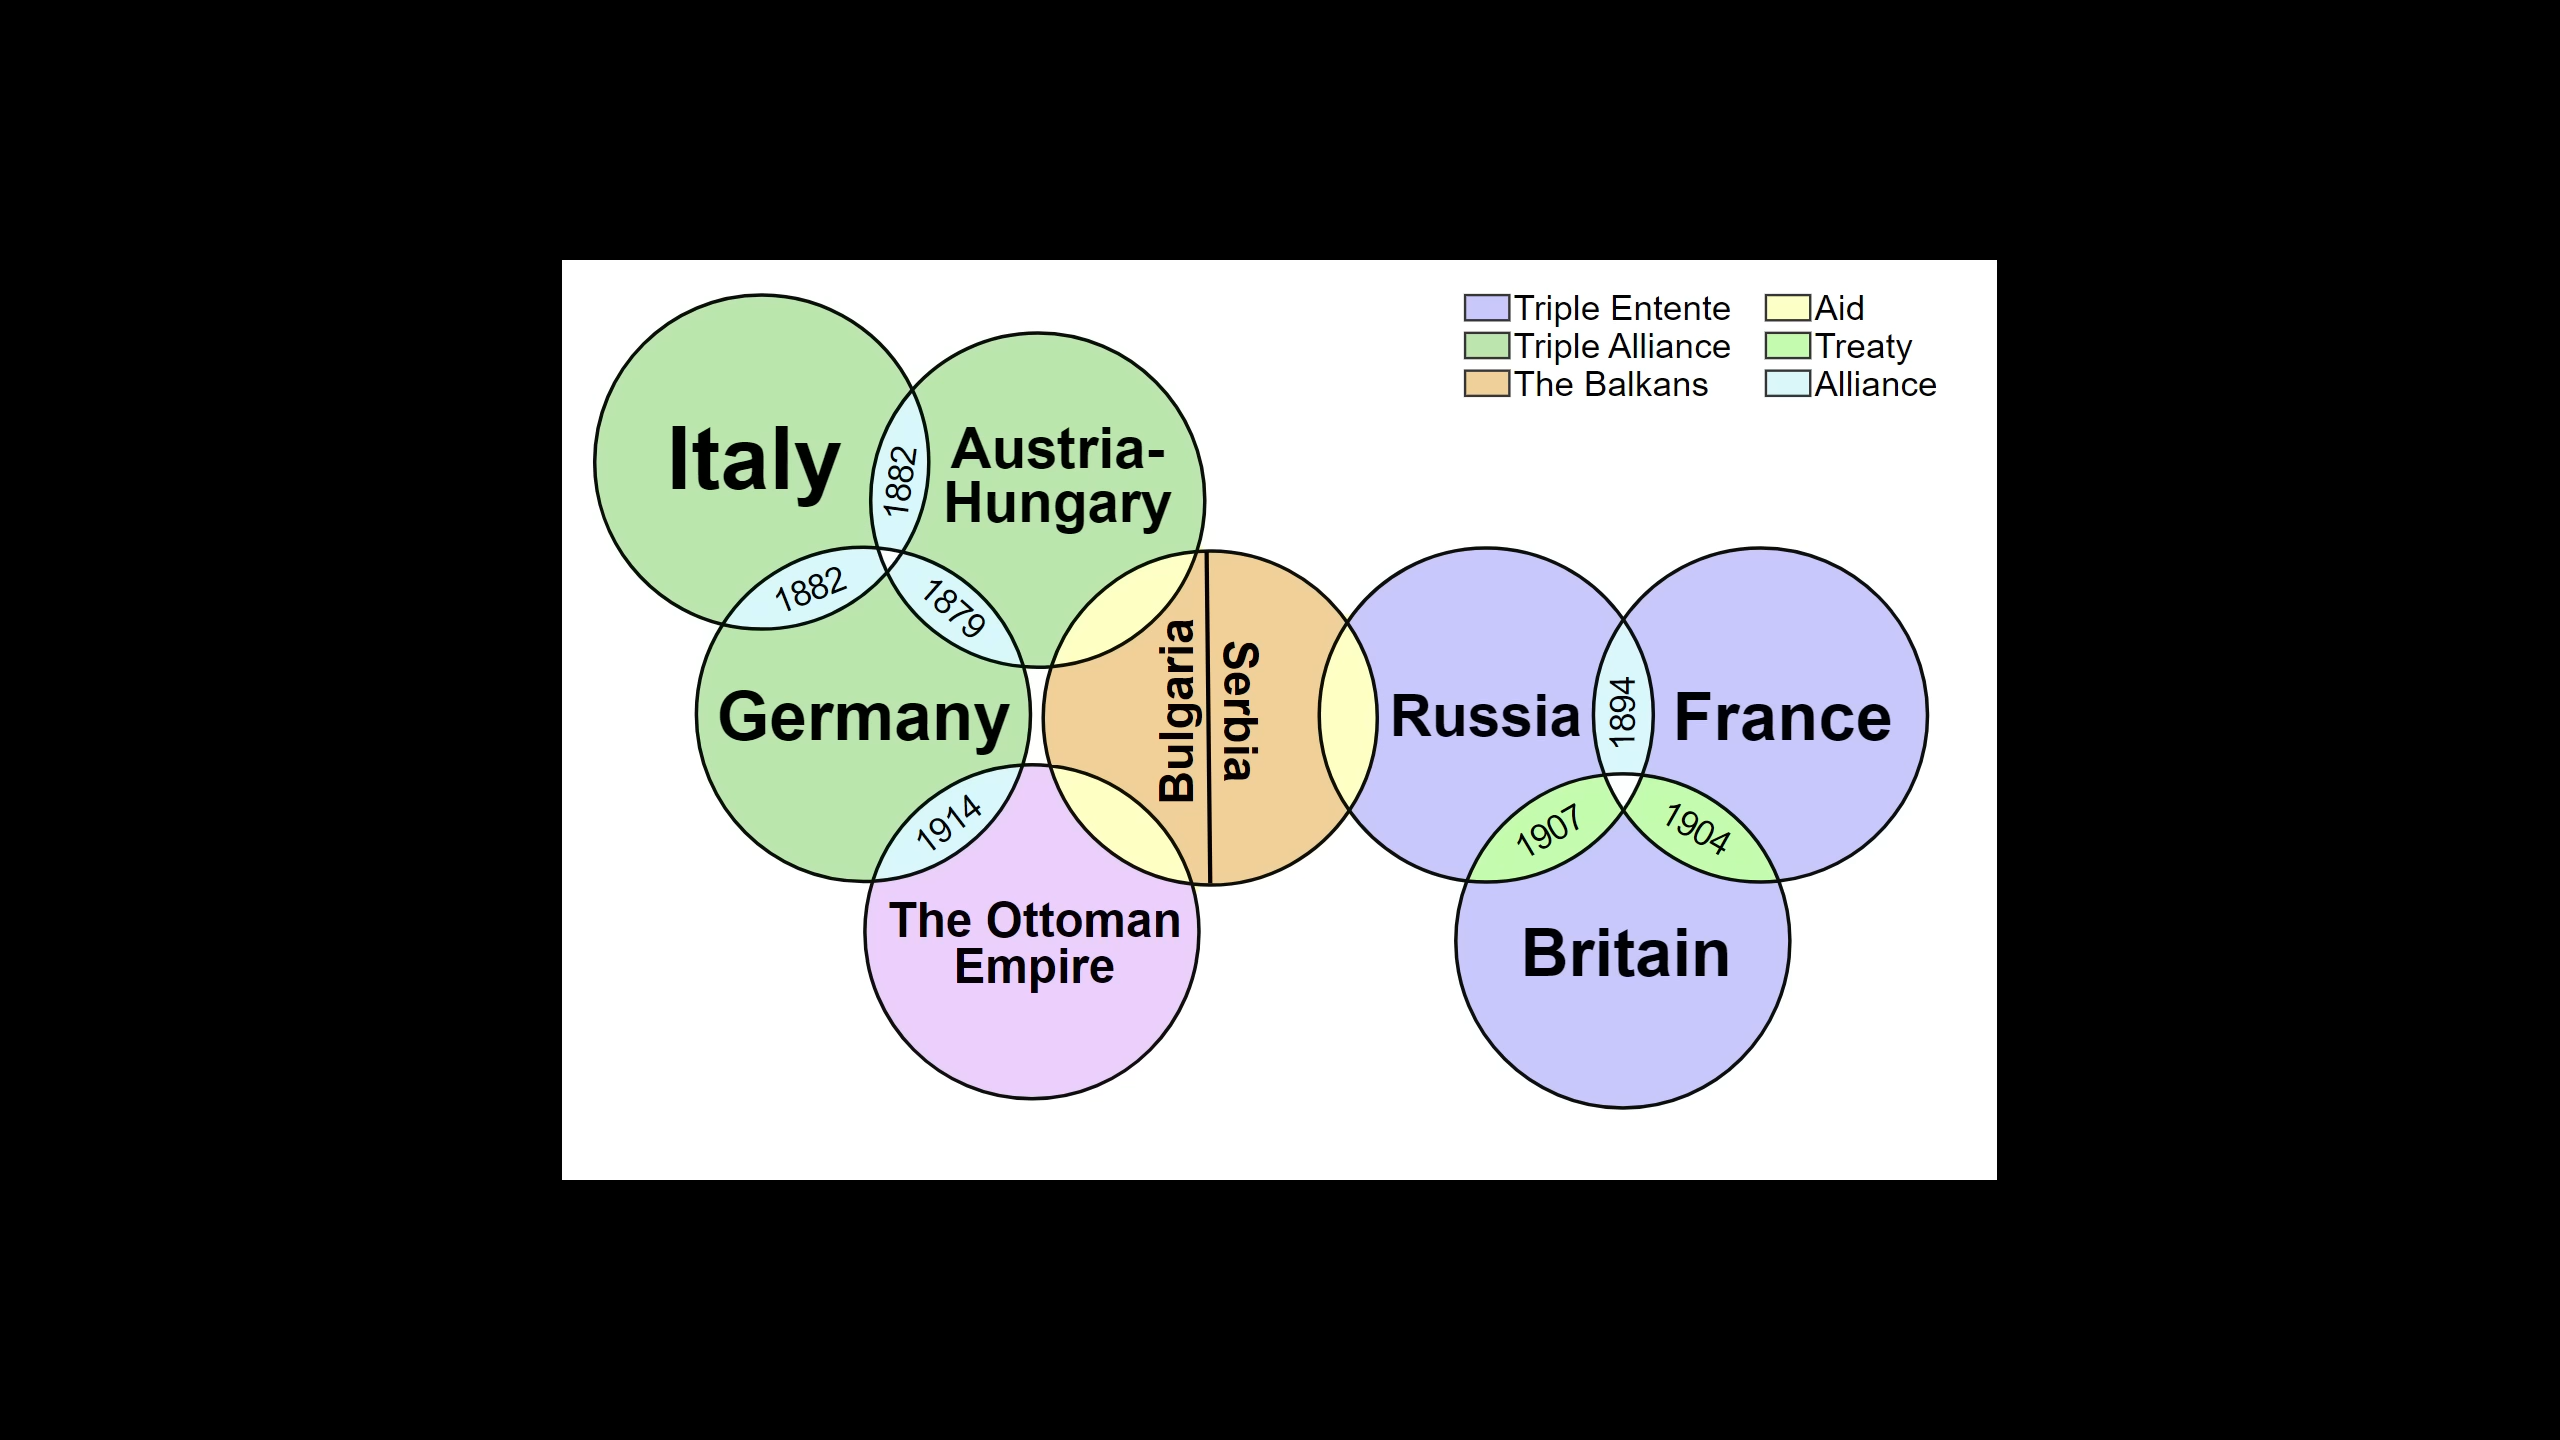 Triple Entente
Triple Alliance
The Balkans
Aid
Treaty
Alliance
Italy
1882
Austria-
Hungary
1882
1879
Germany
1914
The Ottoman
Empire
Bulgaria
Serbia
Russia
1894
France
1907
1904
Britain